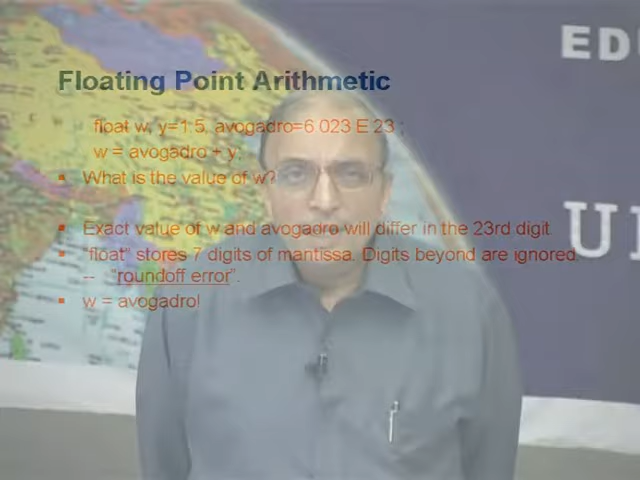 Floating Point Arithmetic
float w, y=1.5, avogadro=6.023 E 23 ;
w = avogadro + y;
▪ What is the value of w?
▪ Exact value of w and avogadro will differ in the 23rd digit
▪ "float" stores 7 digits of mantissa. Digits beyond are ignored.
-- "roundoff error".
▪ w = avogadro!
EDU
UNI